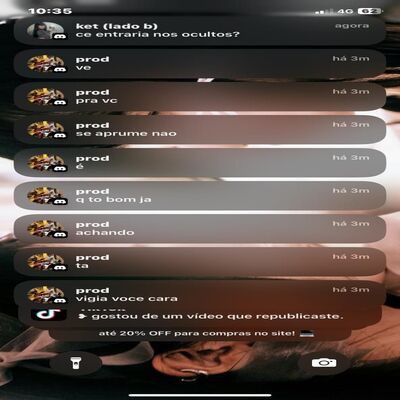 10:35
4G 62
ket (lado b)
agora
ce entraria nos ocultos?
prod
há 3m
ve
prod
há 3m
pra vc
prod
há 3m
se aprume nao
prod
há 3m
é
prod
há 3m
q to bom ja
prod
há 3m
achando
prod
há 3m
ta
prod
há 3m
vigia voce cara
gostou de um vídeo que republicaste.
até 20% OFF para compras no site!